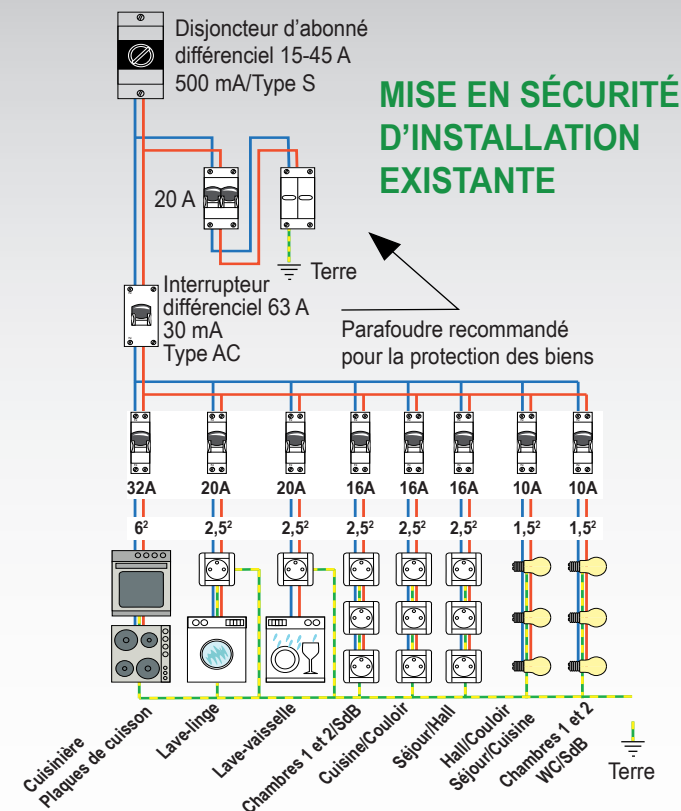 Disjoncteur d'abonné
différenciel 15-45 A
500 mA/Type S
MISE EN SÉCURITÉ
D'INSTALLATION
EXISTANTE
20 A
Terre
Interrupteur
différenciel 63 A
30 mA
Type AC
Parafoudre recommandé
pour la protection des biens
32A 20A 20A 16A 16A 16A 10A 10A
6² 2,5² 2,5² 2,5² 2,5² 2,5² 1,5² 1,5²
Cuisinière
Plaques de cuisson
Lave-linge
Lave-vaisselle
Chambres 1 et 2/SdB
Cuisine/Couloir
Séjour/Hall
Hall/Couloir
Séjour/Cuisine
Chambres 1 et 2
WC/SdB
Terre